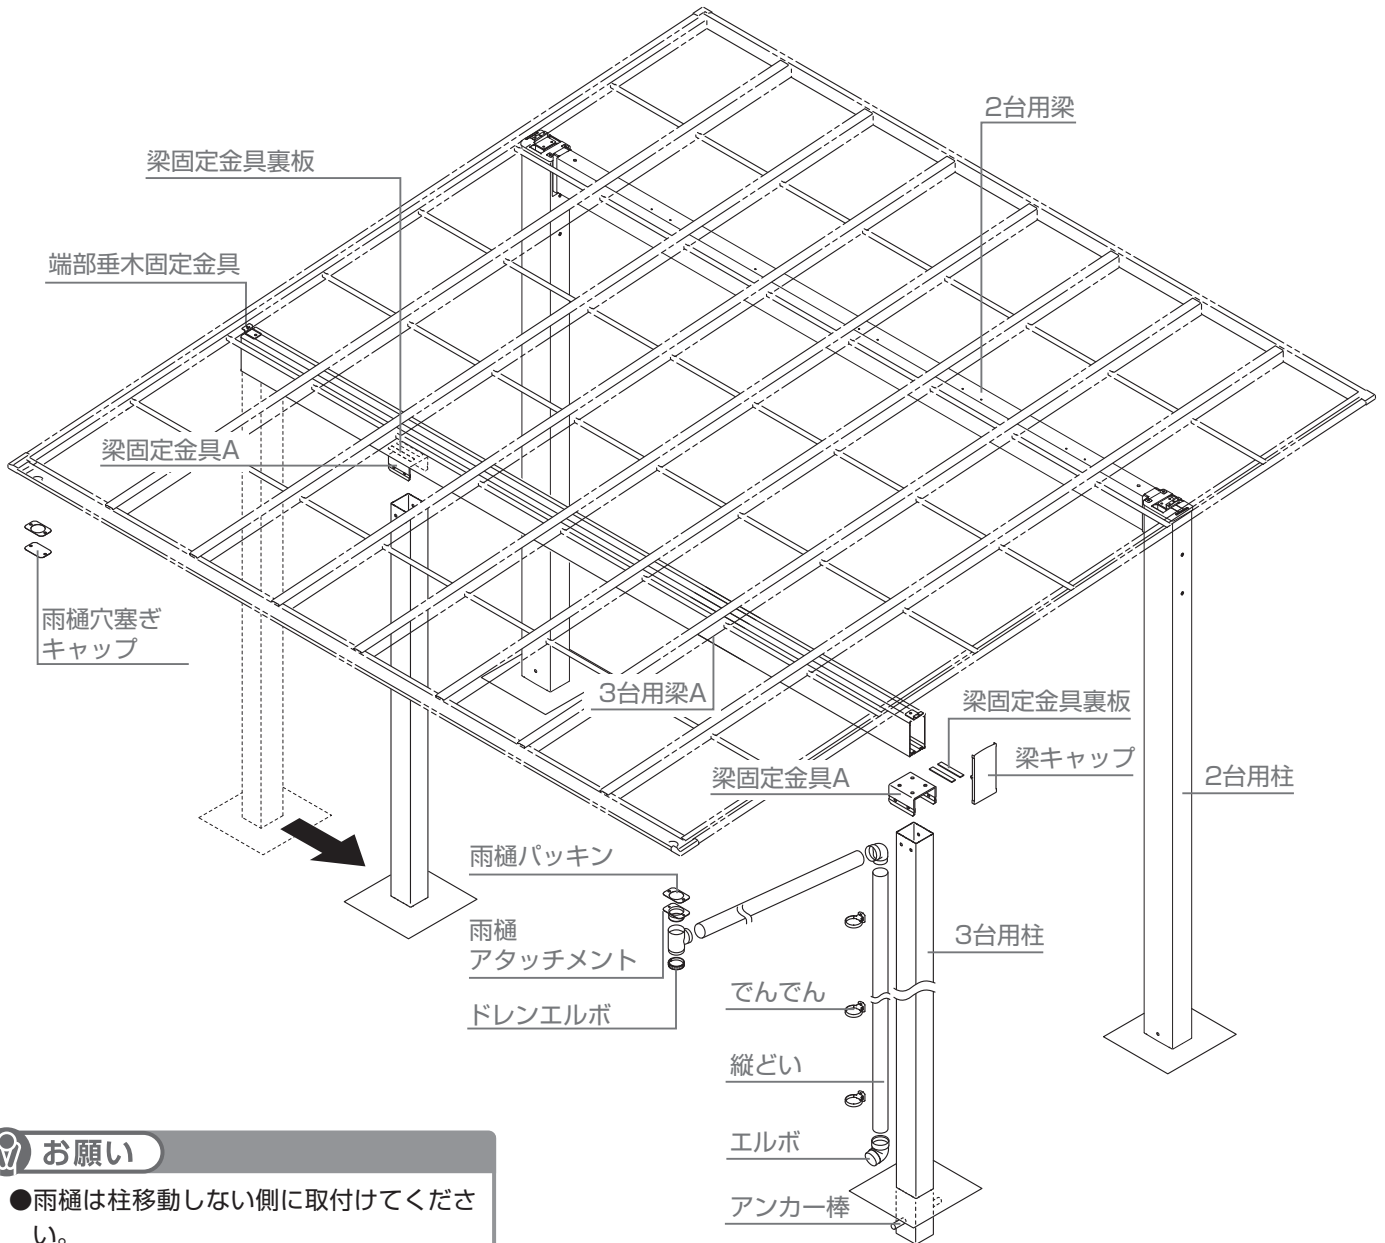 2台用梁
梁固定金具裏板
端部垂木固定金具
梁固定金具A
雨樋穴塞ぎ
キャップ
3台用梁A
梁固定金具裏板
梁キャップ
梁固定金具A
2台用柱
雨樋パッキン
雨樋
アタッチメント
ドレンエルボ
3台用柱
でんでん
縦どい
エルボ
アンカー棒
お願い
●雨樋は柱移動しない側に取付けてくださ
い。